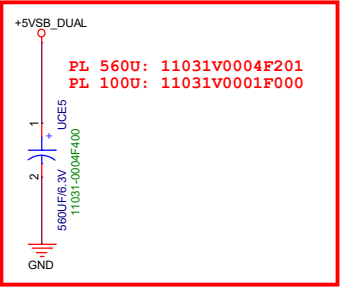 +5VSB_DUAL
PL 560U: 11031V0004F201
PL 100U: 11031V0001F000
1
+
UCE5
2
560UF/6.3V
11031-0004F400
GND